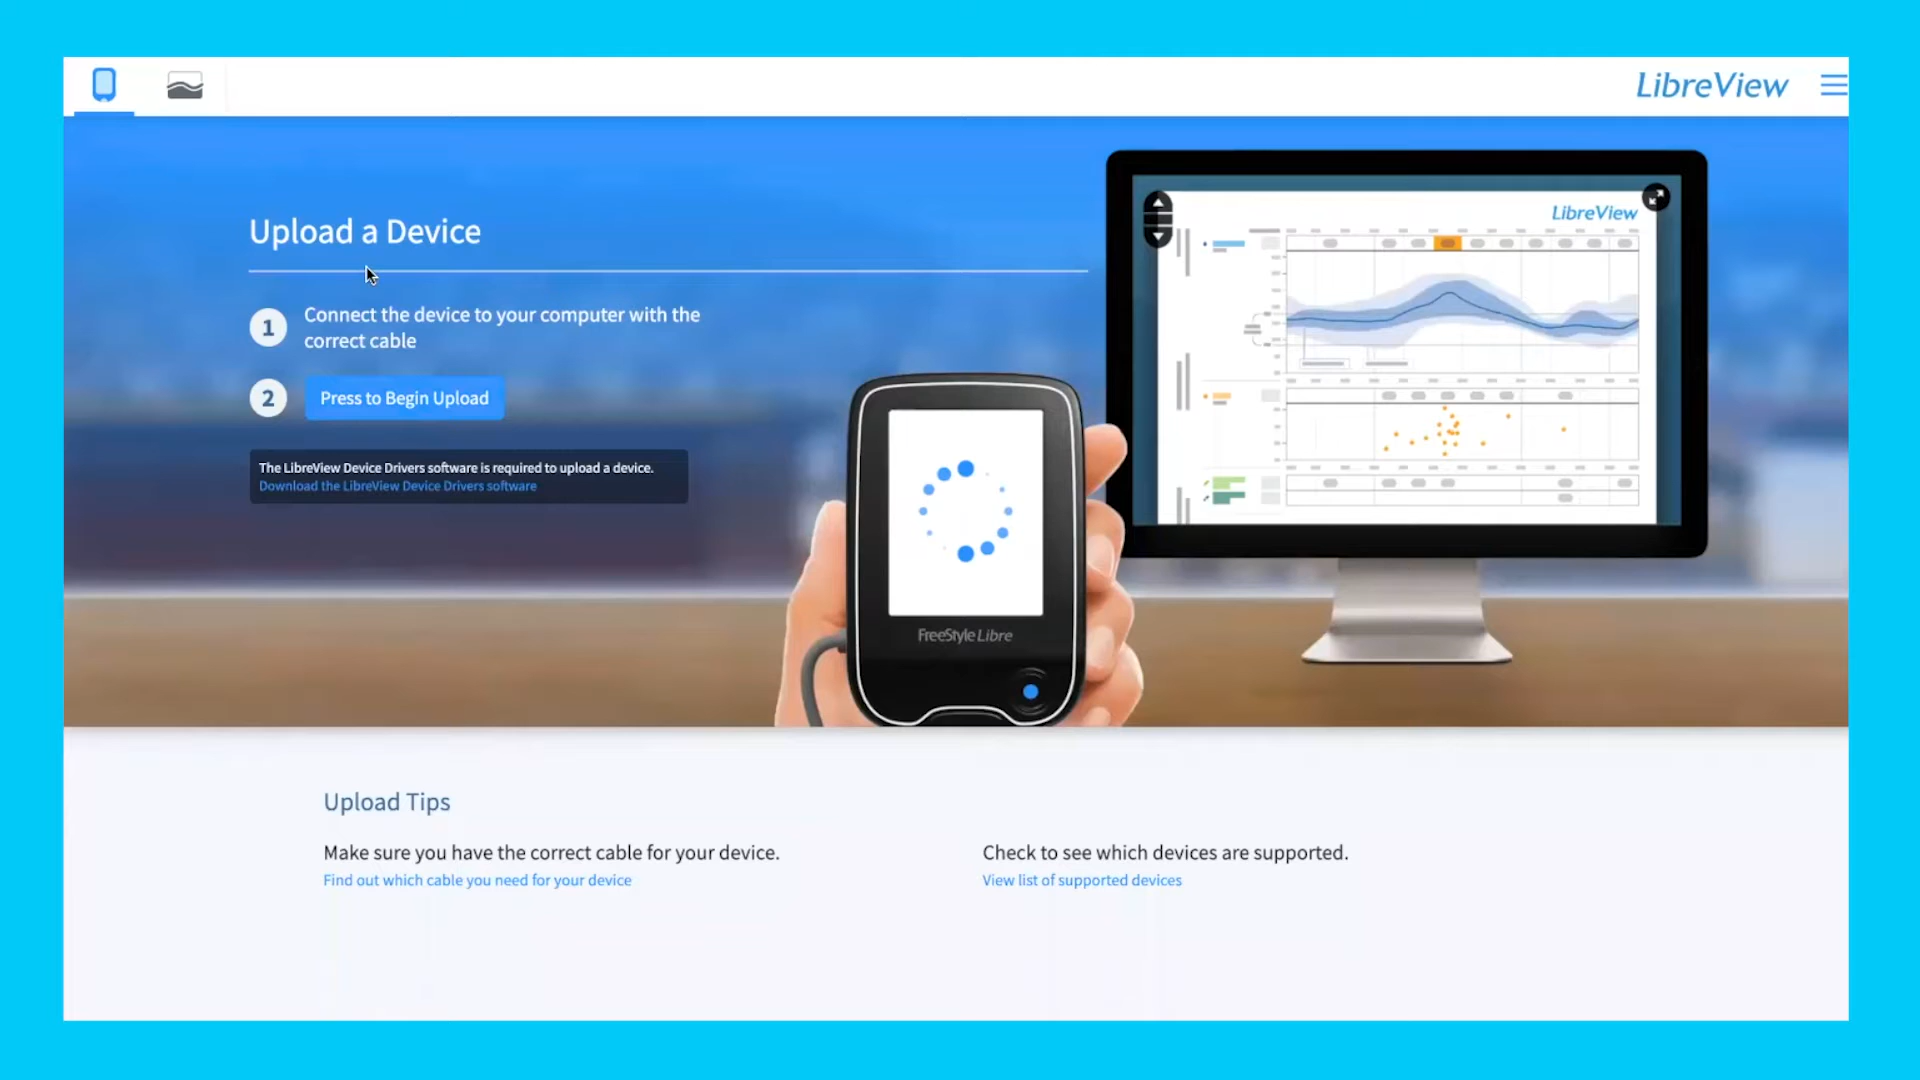 LibreView
Upload a Device
1
Connect the device to your computer with the
correct cable
2
Press to Begin Upload
The LibreView Device Drivers software is required to upload a device.
Download the LibreView Device Drivers software
LibreView
FreeStyle Libre
Upload Tips
Make sure you have the correct cable for your device.
Find out which cable you need for your device
Check to see which devices are supported.
View list of supported devices